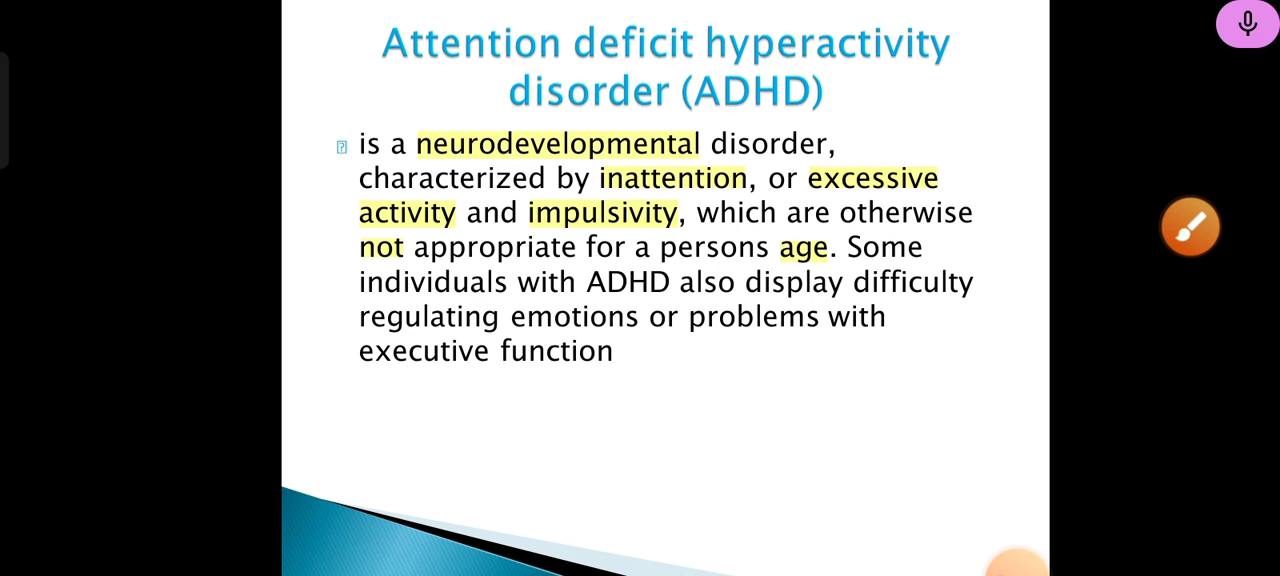 Attention deficit hyperactivity
disorder (ADHD)
is a neurodevelopmental disorder,
characterized by inattention, or excessive
activity and impulsivity, which are otherwise
not appropriate for a persons age. Some
individuals with ADHD also display difficulty
regulating emotions or problems with
executive function